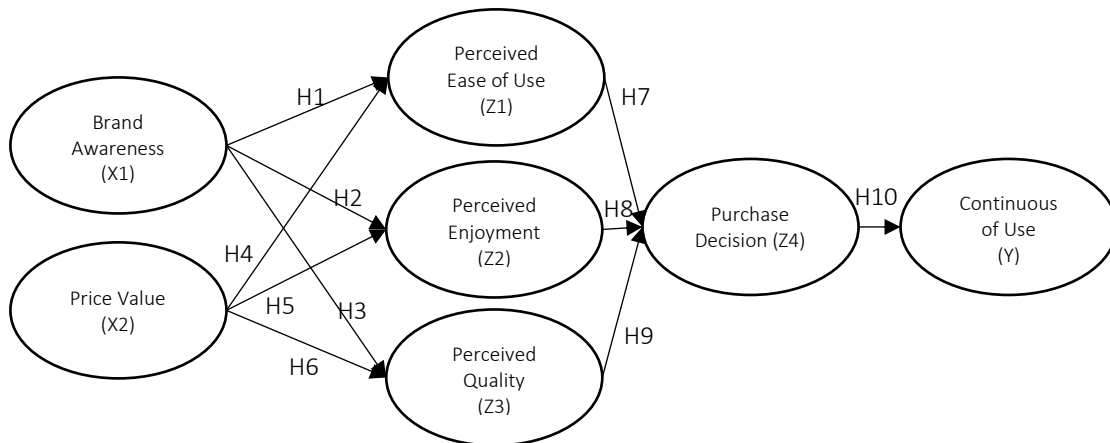 Brand
Awareness
(X1)
Price Value
(X2)
H1
H2
H4
H5
H3
H6
Perceived
Ease of Use
(Z1)
Perceived
Enjoyment
(Z2)
Perceived
Quality
(Z3)
H7
H8
H9
Purchase
Decision (Z4)
H10
Continuous
of Use
(Y)